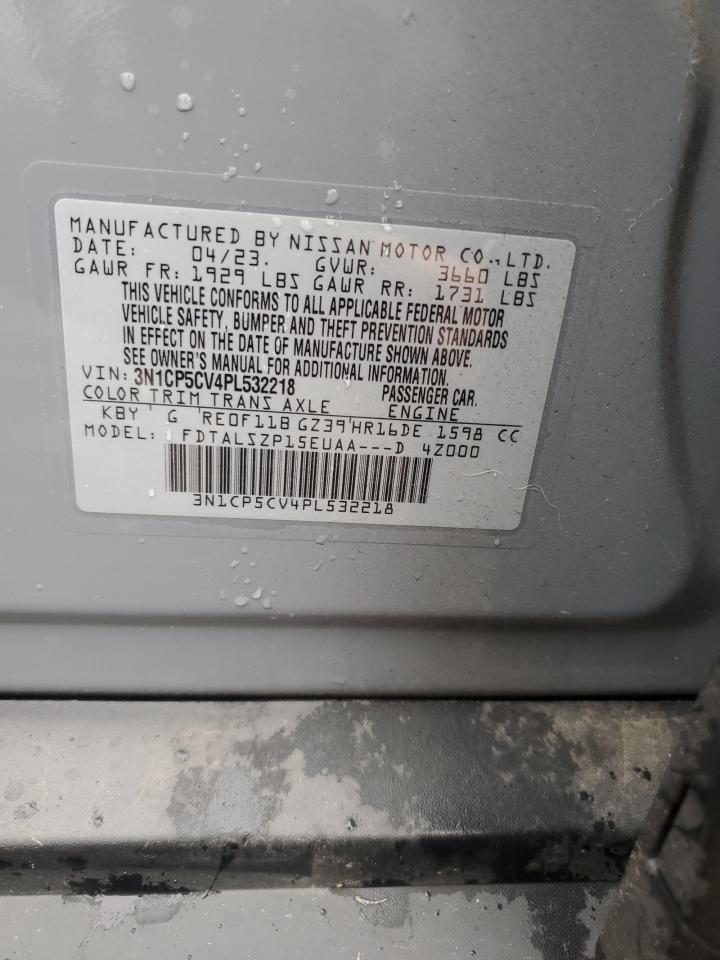 MANUFACTURED BY NISSAN MOTOR CO., LTD.
DATE: 04/23. GVWR: 3660 LBS
GAWR FR: 1929 LBS GAWR RR: 1731 LBS
THIS VEHICLE CONFORMS TO ALL APPLICABLE FEDERAL MOTOR
VEHICLE SAFETY, BUMPER AND THEFT PREVENTION STANDARDS
IN EFFECT ON THE DATE OF MANUFACTURE SHOWN ABOVE.
SEE OWNER'S MANUAL FOR ADDITIONAL INFORMATION.
VIN: 3N1CP5CV4PL532218 PASSENGER CAR.
COLOR TRIM TRANS AXLE ENGINE
KBY G RE0F11B GZ39 HR16DE 1598 CC
MODEL: FDTALSZP15EUAA---D 4Z000
3N1CP5CV4PL532218